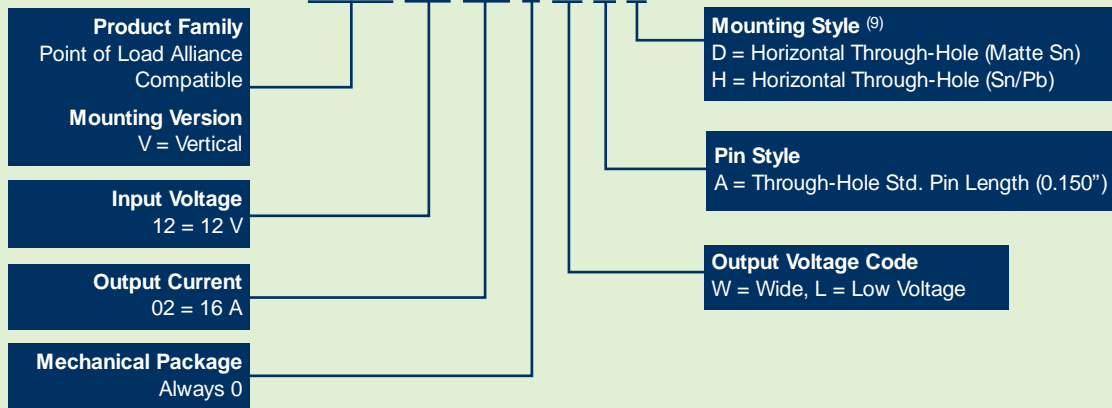 Product Family
Point of Load Alliance
Compatible
Mounting Version
V = Vertical
Input Voltage
12 = 12 V
Output Current
02 = 16 A
Mechanical Package
Always 0
Mounting Style (9)
D = Horizontal Through-Hole (Matte Sn)
H = Horizontal Through-Hole (Sn/Pb)
Pin Style
A = Through-Hole Std. Pin Length (0.150”)
Output Voltage Code
W = Wide, L = Low Voltage